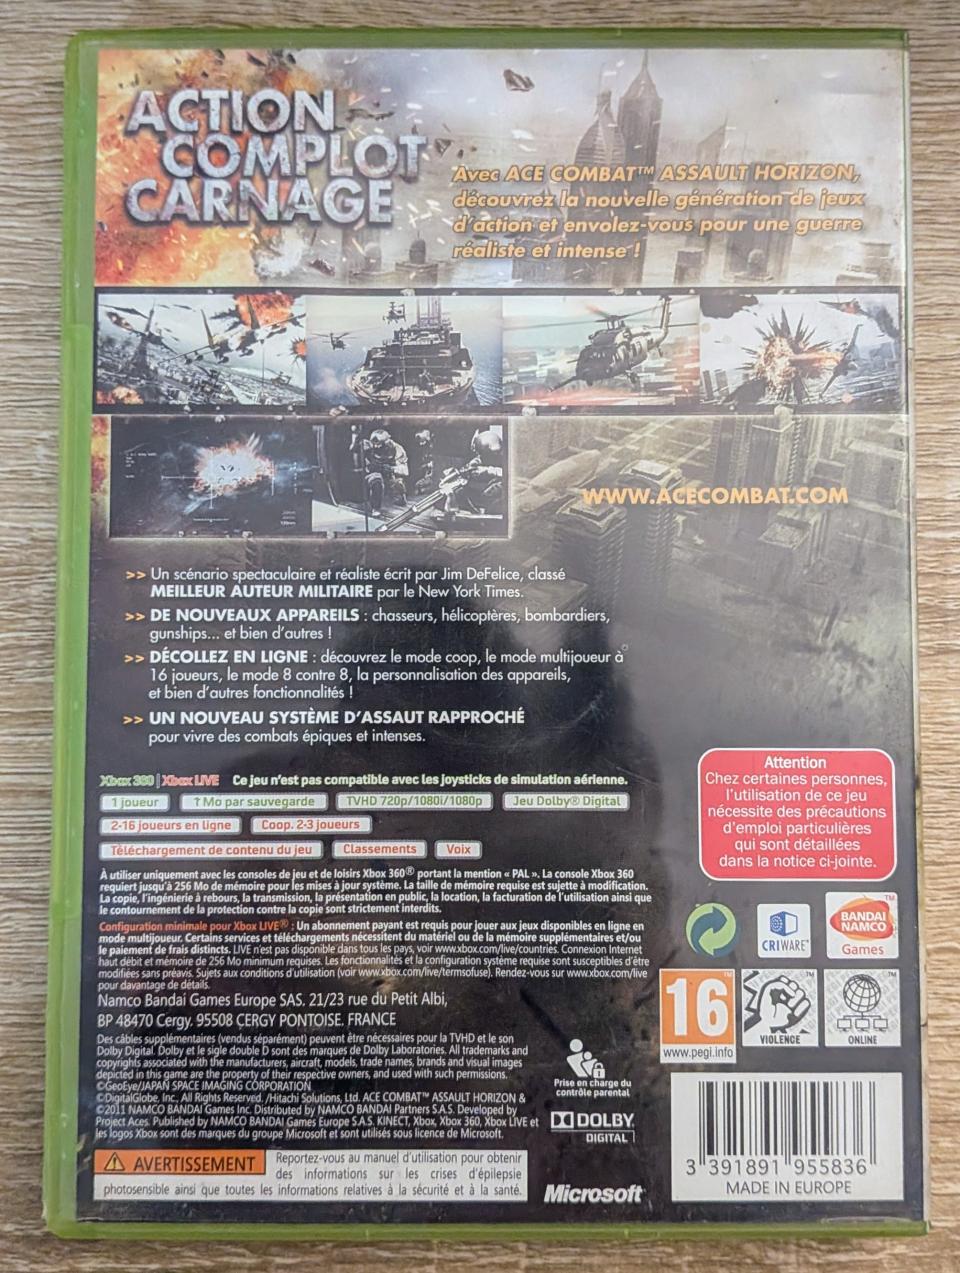 ACTION
COMPLOT
CARNAGE
Avec ACE COMBAT™ ASSAULT HORIZON,
découvrez la nouvelle génération de jeux
d'action et envolez-vous pour une guerre
réaliste et intense !
WWW.ACECOMBAT.COM
>> Un scénario spectaculaire et réaliste écrit par Jim DeFelice, classé
MEILLEUR AUTEUR MILITAIRE par le New York Times.
>> DE NOUVEAUX APPAREILS : chasseurs, hélicoptères, bombardiers,
gunships... et bien d'autres !
>> DÉCOLLEZ EN LIGNE : découvrez le mode coop, le mode multijoueur à
16 joueurs, le mode 8 contre 8, la personnalisation des appareils,
et bien d'autres fonctionnalités !
>> UN NOUVEAU SYSTÈME D'ASSAUT RAPPROCHÉ
pour vivre des combats épiques et intenses.
Xbox 360 | Xbox LIVE Ce jeu n'est pas compatible avec les joysticks de simulation aérienne.
1 joueur
↑ Mo par sauvegarde
TVHD 720p/1080i/1080p
Jeu Dolby® Digital
2-16 joueurs en ligne
Coop. 2-3 joueurs
Téléchargement de contenu du jeu
Classements
Voix
À utiliser uniquement avec les consoles de jeu et de loisirs Xbox 360® portant la mention « PAL ». La console Xbox 360
requiert jusqu'à 256 Mo de mémoire pour les mises à jour système. La taille de mémoire requise est sujette à modification.
La copie, l'ingénierie à rebours, la transmission, la présentation en public, la location, la facturation de l'utilisation ainsi que
le contournement de la protection contre la copie sont strictement interdits.
Configuration minimale pour Xbox LIVE® : Un abonnement payant est requis pour jouer aux jeux disponibles en ligne en
mode multijoueur. Certains services et téléchargements nécessitent du matériel ou de la mémoire supplémentaires et/ou
le paiement de frais distincts. LIVE n'est pas disponible dans tous les pays, voir www.xbox.com/live/countries. Connexion Internet
haut débit et mémoire de 256 Mo minimum requises. Les fonctionnalités et la configuration système requise sont susceptibles d'être
modifiées sans préavis. Sujets aux conditions d'utilisation (voir www.xbox.com/live/termsofuse). Rendez-vous sur www.xbox.com/live
pour davantage de détails.
Namco Bandai Games Europe SAS. 21/23 rue du Petit Albi,
BP 48470 Cergy. 95508 CERGY PONTOISE. FRANCE
Des câbles supplémentaires (vendus séparément) peuvent être nécessaires pour la TVHD et le son
Dolby Digital. Dolby et le sigle double D sont des marques de Dolby Laboratories. All trademarks and
copyrights associated with the manufacturers, aircraft, models, trade names, brands and visual images
depicted in this game are the property of their respective owners, and used with such permissions.
©GeoEye/JAPAN SPACE IMAGING CORPORATION
©DigitalGlobe, Inc., All Rights Reserved. /Hitachi Solutions, Ltd. ACE COMBAT™ ASSAULT HORIZON &
©2011 NAMCO BANDAI Games Inc. Distributed by NAMCO BANDAI Partners S.A.S. Developed by
Project Aces. Published by NAMCO BANDAI Games Europe S.A.S. KINECT, Xbox, Xbox 360, Xbox LIVE et
les logos Xbox sont des marques du groupe Microsoft et sont utilisés sous licence de Microsoft.
AVERTISSEMENT
Reportez-vous au manuel d'utilisation pour obtenir
des informations sur les crises d'épilepsie
photosensible ainsi que toutes les informations relatives à la sécurité et à la santé.
Attention
Chez certaines personnes,
l'utilisation de ce jeu
nécessite des précautions
d'emploi particulières
qui sont détaillées
dans la notice ci-jointe.
CRIWARE™
BANDAI
NAMCO
Games
™
16
www.pegi.info
VIOLENCE
ONLINE
Prise en charge du
contrôle parental
DOLBY
DIGITAL
Microsoft
3 391891 955836
MADE IN EUROPE